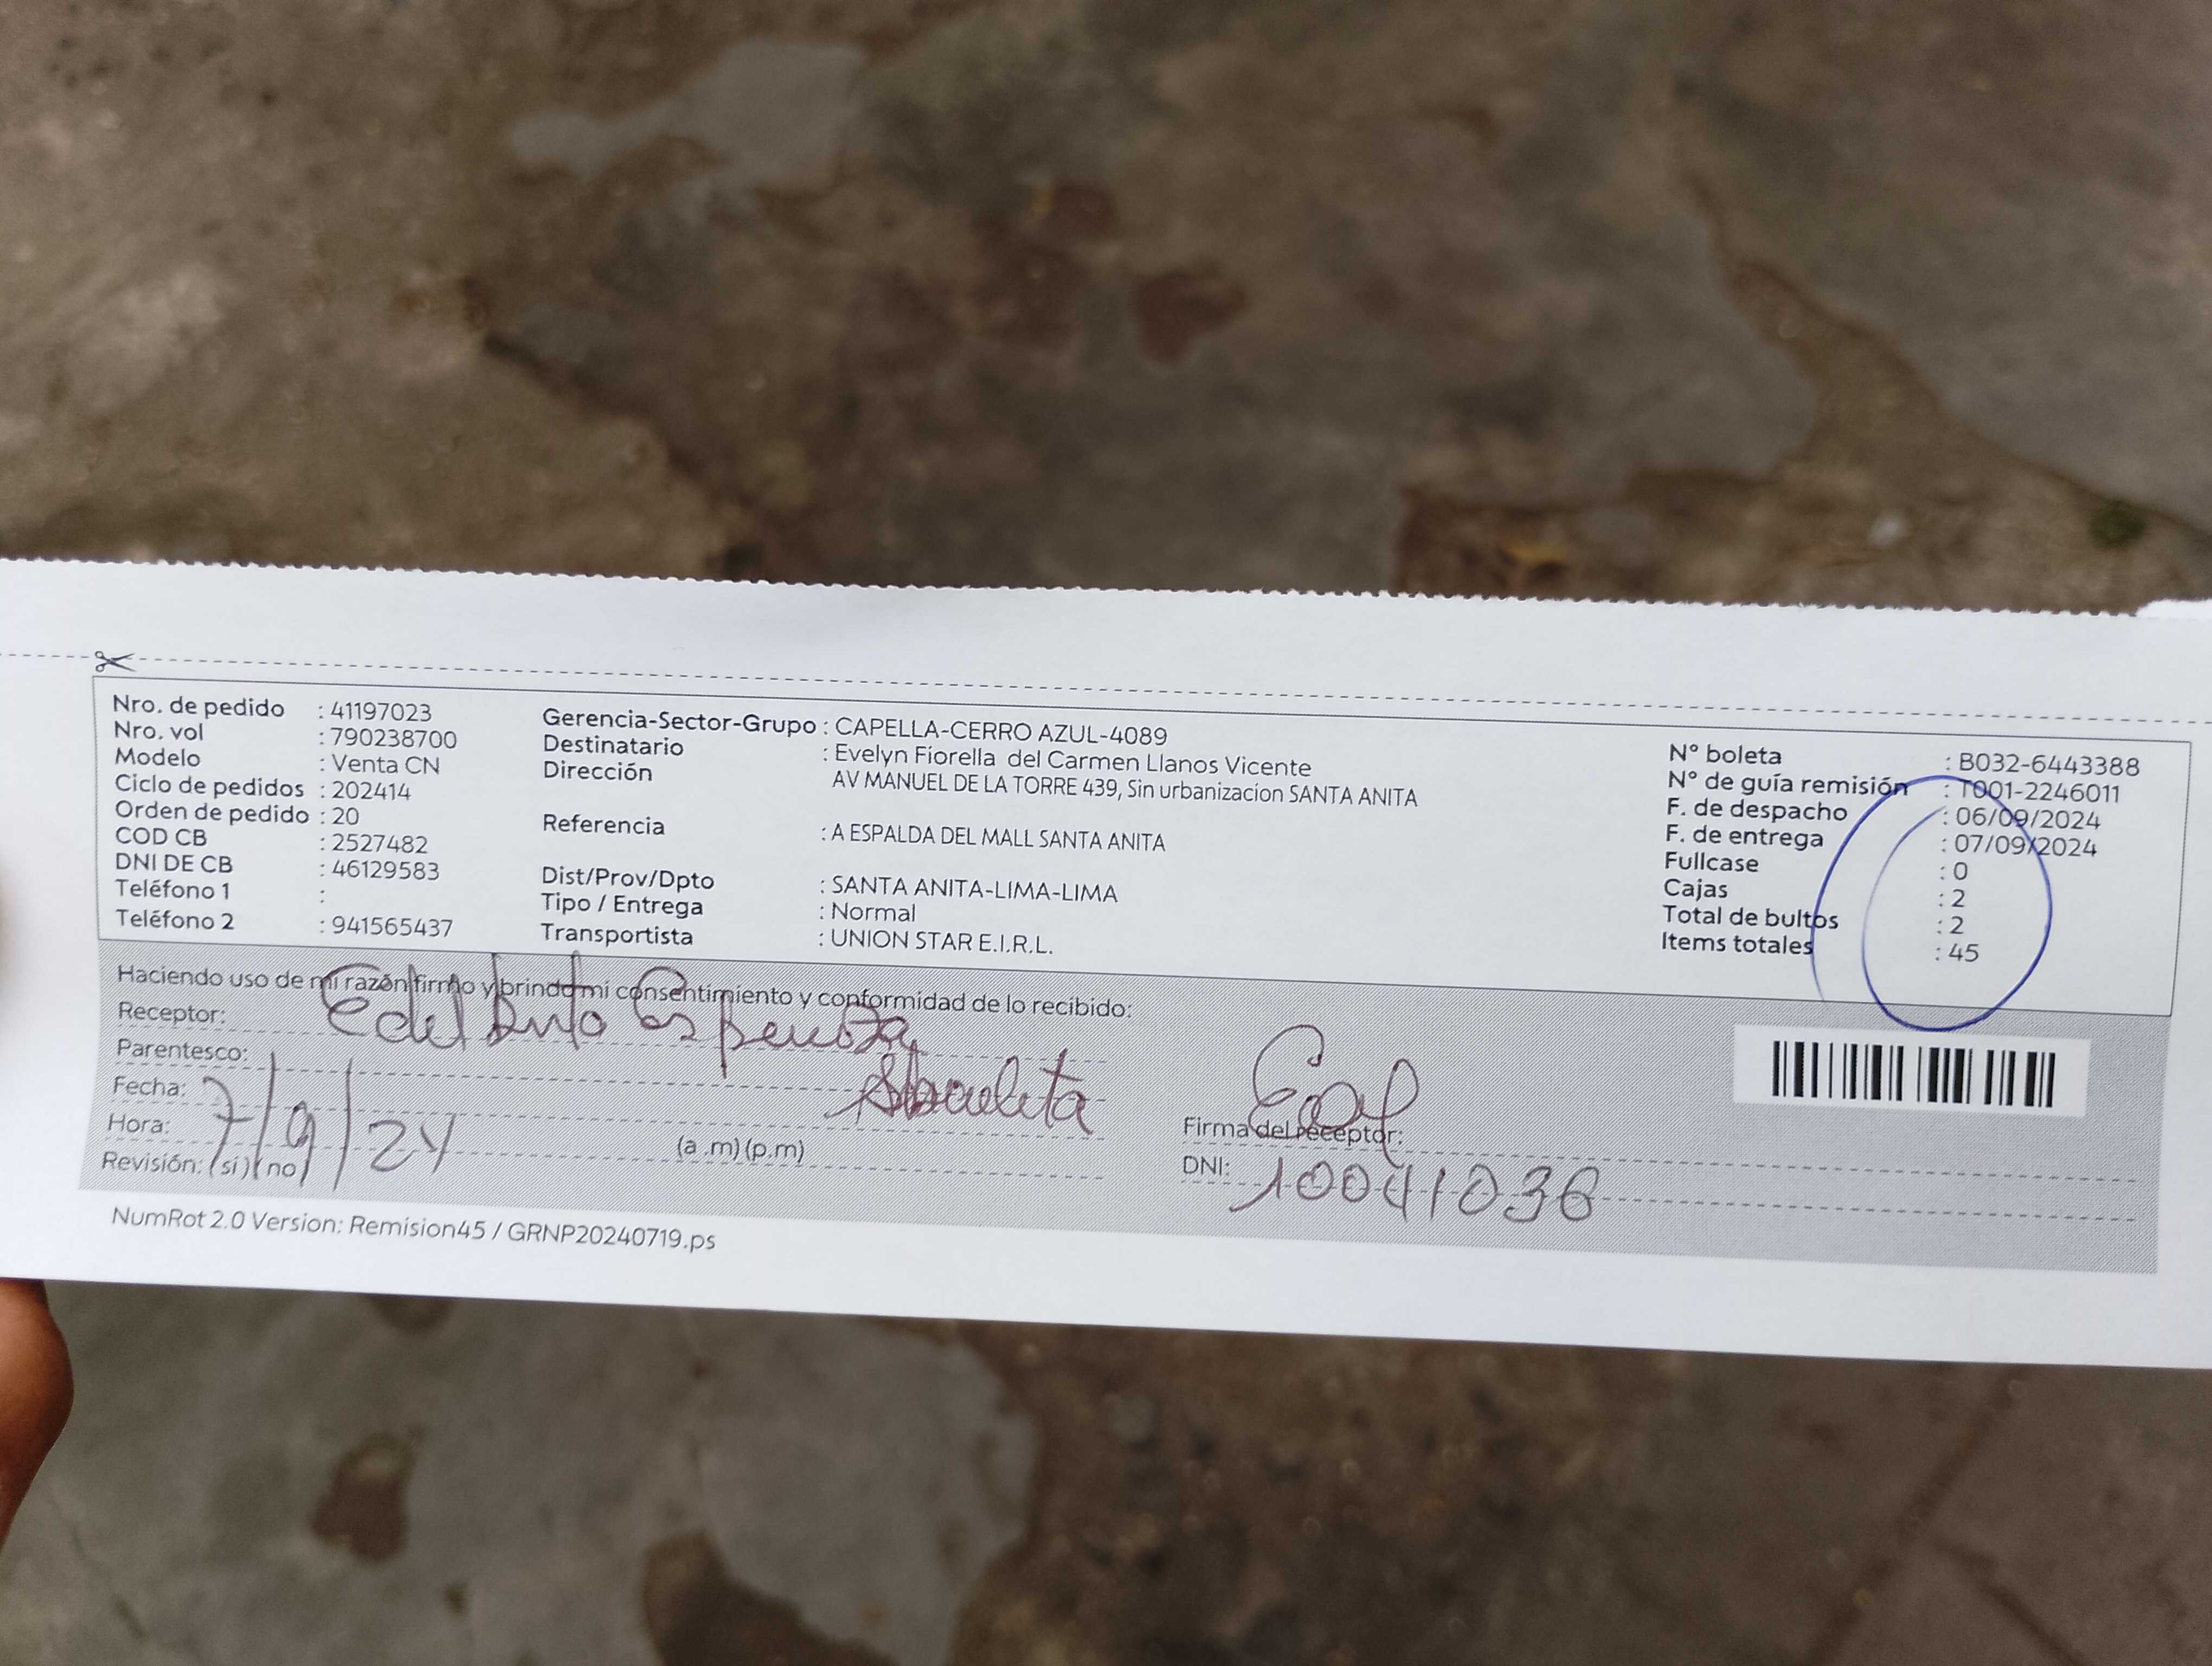 Nro. de pedido : 41197023
Nro. vol : 790238700
Modelo : Venta CN
Ciclo de pedidos : 202414
Orden de pedido : 20
COD CB : 2527482
DNI DE CB : 46129583
Teléfono 1 :
Teléfono 2 : 941565437
Gerencia-Sector-Grupo : CAPELLA-CERRO AZUL-4089
Destinatario : Evelyn Fiorella del Carmen Llanos Vicente
Dirección AV MANUEL DE LA TORRE 439, Sin urbanizacion SANTA ANITA
Referencia : A ESPALDA DEL MALL SANTA ANITA
Dist/Prov/Dpto : SANTA ANITA-LIMA-LIMA
Tipo / Entrega : Normal
Transportista : UNION STAR E.I.R.L.
N° boleta : B032-6443388
N° de guía remisión : T001-2246011
F. de despacho : 06/09/2024
F. de entrega : 07/09/2024
Fullcase : 0
Cajas : 2
Total de bultos : 2
Items totales : 45
Haciendo uso de mi razón firmo y brindo mi consentimiento y conformidad de lo recibido:
Receptor:
Parentesco:
Fecha: 7/9/24
Hora: (a .m) (p.m)
Revisión: ( si ) ( no )
Firma del receptor:
DNI: 10041036
NumRot 2.0 Version: Remision45 / GRNP20240719.ps